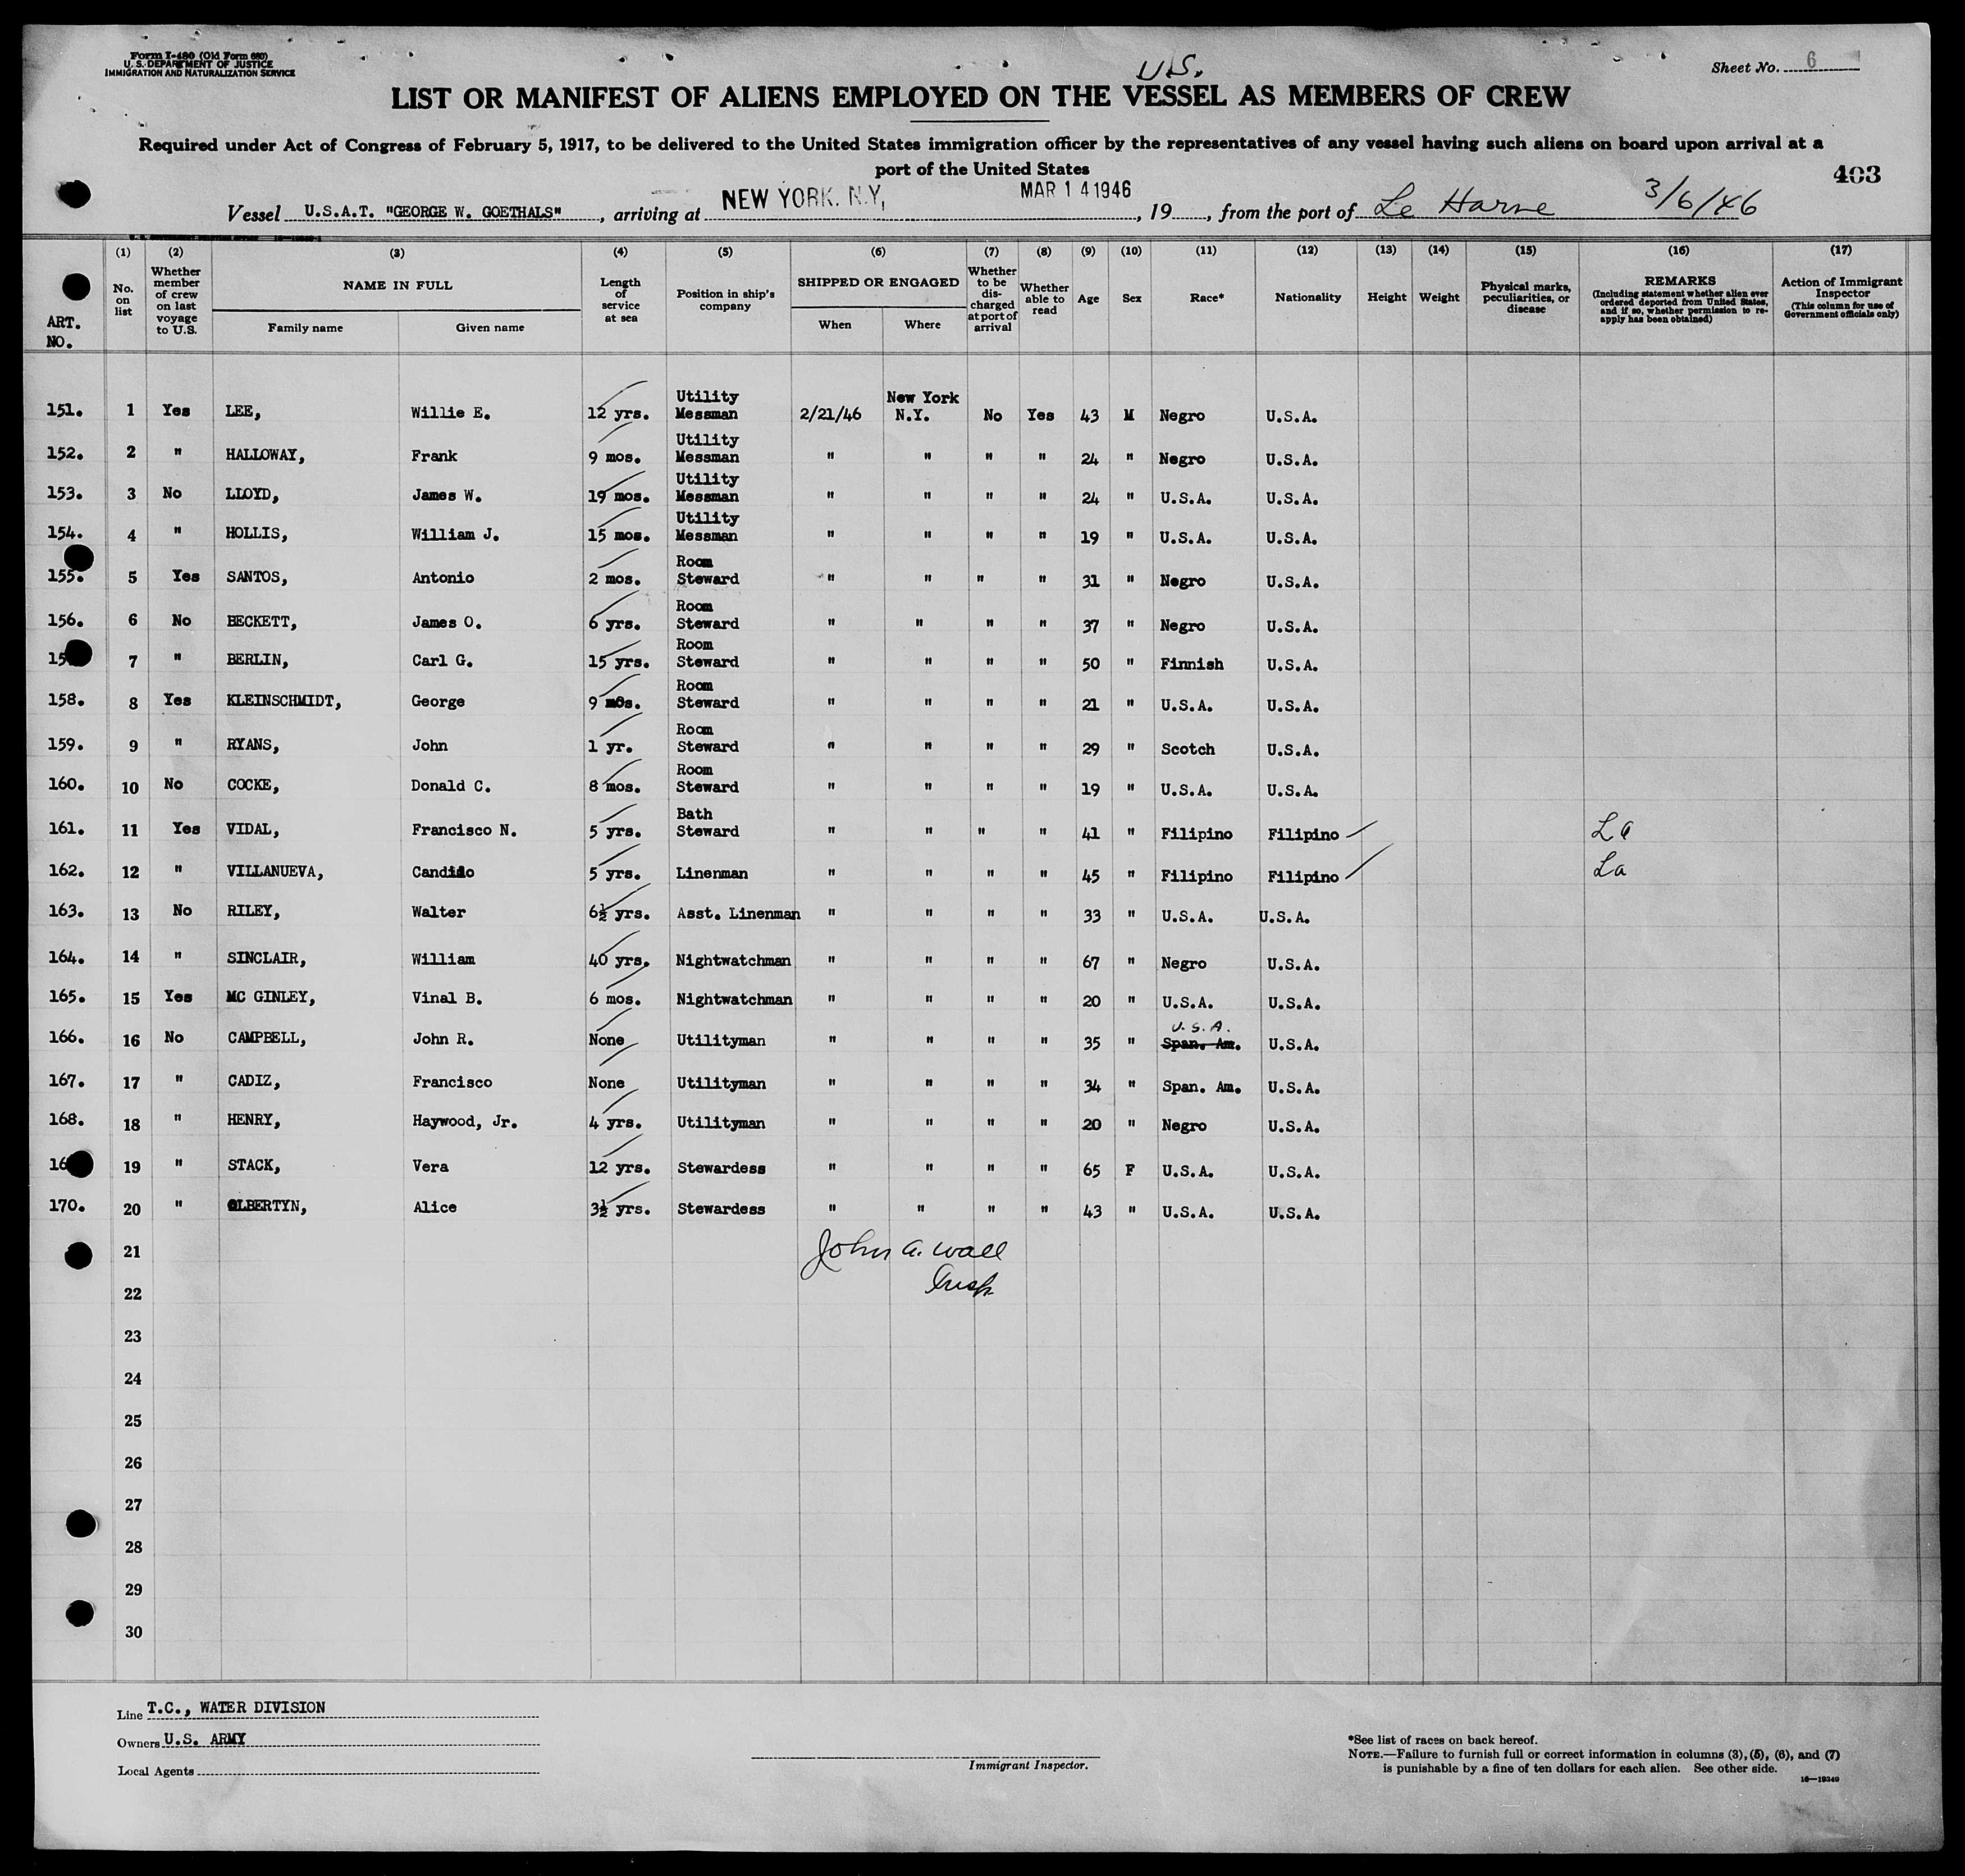 Form I-480 (Old Form 680)
U. S. DEPARTMENT OF JUSTICE
IMMIGRATION AND NATURALIZATION SERVICE
U.S.
Sheet No. 6
LIST OR MANIFEST OF ALIENS EMPLOYED ON THE VESSEL AS MEMBERS OF CREW
Required under Act of Congress of February 5, 1917, to be delivered to the United States immigration officer by the representatives of any vessel having such aliens on board upon arrival at a
port of the United States
403
Vessel U.S.A.T. "GEORGE W. GOETHALS", arriving at NEW YORK. N.Y, MAR 14 1946, 19, from the port of Le Harve 3/6/46
ART. NO.
(1) No. on list
(2) Whether member of crew on last voyage to U.S.
(3) NAME IN FULL
Family name Given name
(4) Length of service at sea
(5) Position in ship's company
(6) SHIPPED OR ENGAGED
When Where
(7) Whether to be discharged at port of arrival
(8) Whether able to read
(9) Age
(10) Sex
(11) Race*
(12) Nationality
(13) Height
(14) Weight
(15) Physical marks, peculiarities, or disease
(16) REMARKS (Including statement whether alien ever ordered deported from United States, and if so, whether permission to re-apply has been obtained)
(17) Action of Immigrant Inspector (This column for use of Government officials only)
151. 1 Yes LEE, Willie E. 12 yrs. Utility Messman 2/21/46 New York N.Y. No Yes 43 M Negro U.S.A.
152. 2 " HALLOWAY, Frank 9 mos. Utility Messman " " " " 24 " Negro U.S.A.
153. 3 No LLOYD, James W. 19 mos. Utility Messman " " " " 24 " U.S.A. U.S.A.
154. 4 " HOLLIS, William J. 15 mos. Utility Messman " " " " 19 " U.S.A. U.S.A.
155. 5 Yes SANTOS, Antonio 2 mos. Room Steward " " " " 31 " Negro U.S.A.
156. 6 No BECKETT, James O. 6 yrs. Room Steward " " " " 37 " Negro U.S.A.
15 7 " BERLIN, Carl G. 15 yrs. Room Steward " " " " 50 " Finnish U.S.A.
158. 8 Yes KLEINSCHMIDT, George 9 mos. Room Steward " " " " 21 " U.S.A. U.S.A.
159. 9 " RYANS, John 1 yr. Room Steward " " " " 29 " Scotch U.S.A.
160. 10 No COCKE, Donald C. 8 mos. Room Steward " " " " 19 " U.S.A. U.S.A.
161. 11 Yes VIDAL, Francisco N. 5 yrs. Bath Steward " " " " 41 " Filipino Filipino La
162. 12 " VILLANUEVA, Candido 5 yrs. Linenman " " " " 45 " Filipino Filipino La
163. 13 No RILEY, Walter 6½ yrs. Asst. Linenman " " " " 33 " U.S.A. U.S.A.
164. 14 " SINCLAIR, William 40 yrs. Nightwatchman " " " " 67 " Negro U.S.A.
165. 15 Yes MC GINLEY, Vinal B. 6 mos. Nightwatchman " " " " 20 " U.S.A. U.S.A.
166. 16 No CAMPBELL, John R. None Utilityman " " " " 35 " U.S.A. Span. Am. U.S.A.
167. 17 " CADIZ, Francisco None Utilityman " " " " 34 " Span. Am. U.S.A.
168. 18 " HENRY, Haywood, Jr. 4 yrs. Utilityman " " " " 20 " Negro U.S.A.
16 19 " STACK, Vera 12 yrs. Stewardess " " " " 65 F U.S.A. U.S.A.
170. 20 " OLBERTYN, Alice 3½ yrs. Stewardess " " " " 43 " U.S.A. U.S.A.
21 John A. Wall
Insp.
22
23
24
25
26
27
28
29
30
Line T.C., WATER DIVISION
Owners U.S. ARMY
Local Agents
Immigrant Inspector.
*See list of races on back hereof.
NOTE.—Failure to furnish full or correct information in columns (3), (5), (6), and (7)
is punishable by a fine of ten dollars for each alien. See other side.
16—19349